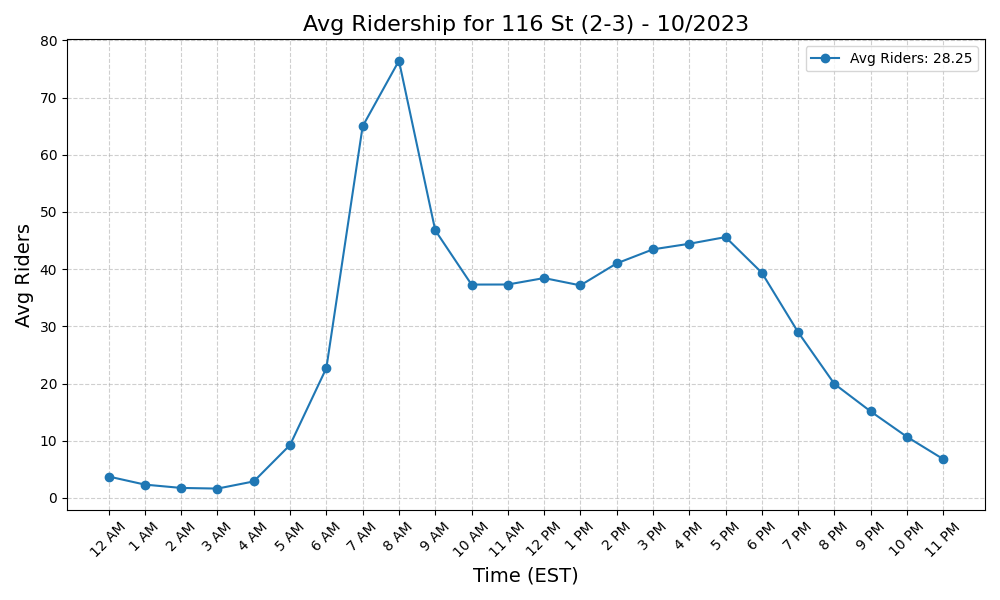 Avg Ridership for 116 St (2-3) - 10/2023
Avg Riders: 28.25
Avg Riders
80
70
60
50
40
30
20
10
0
12 AM
1 AM
2 AM
3 AM
4 AM
5 AM
6 AM
7 AM
8 AM
9 AM
10 AM
11 AM
12 PM
1 PM
2 PM
3 PM
4 PM
5 PM
6 PM
7 PM
8 PM
9 PM
10 PM
11 PM
Time (EST)